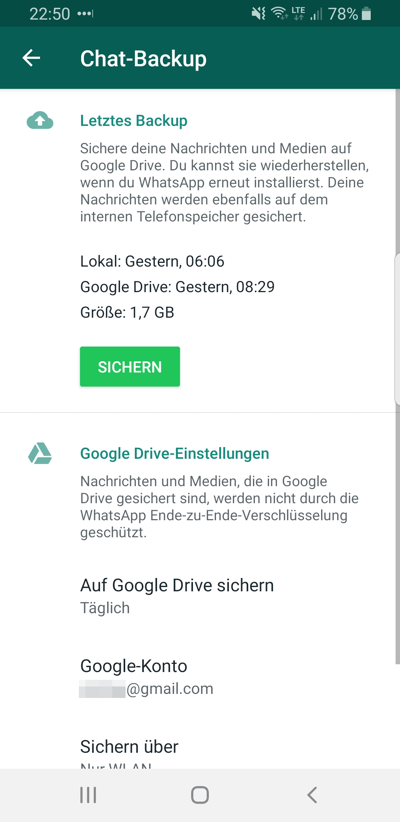 22:50
LTE
78%
Chat-Backup
Letztes Backup
Sichere deine Nachrichten und Medien auf
Google Drive. Du kannst sie wiederherstellen,
wenn du WhatsApp erneut installierst. Deine
Nachrichten werden ebenfalls auf dem
internen Telefonspeicher gesichert.
Lokal: Gestern, 06:06
Google Drive: Gestern, 08:29
Größe: 1,7 GB
SICHERN
Google Drive-Einstellungen
Nachrichten und Medien, die in Google
Drive gesichert sind, werden nicht durch die
WhatsApp Ende-zu-Ende-Verschlüsselung
geschützt.
Auf Google Drive sichern
Täglich
Google-Konto
@gmail.com
Sichern über
Nur WLAN